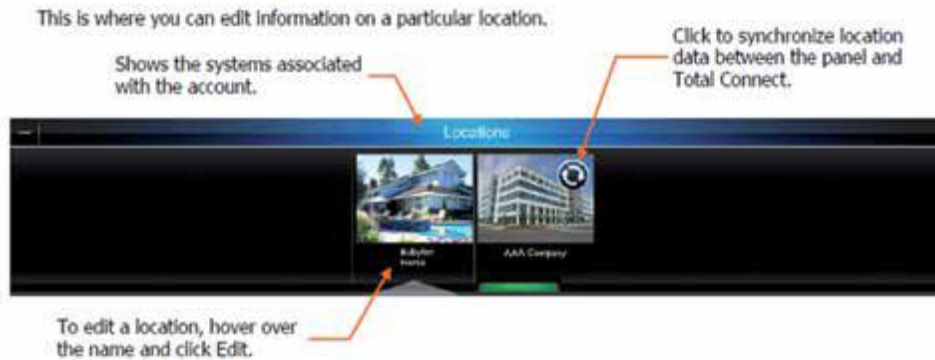 This is where you can edit information on a particular location.
Click to synchronize location
data between the panel and
Total Connect.
Shows the systems associated
with the account.
Locations
Home
AAA Company
To edit a location, hover over
the name and click Edit.